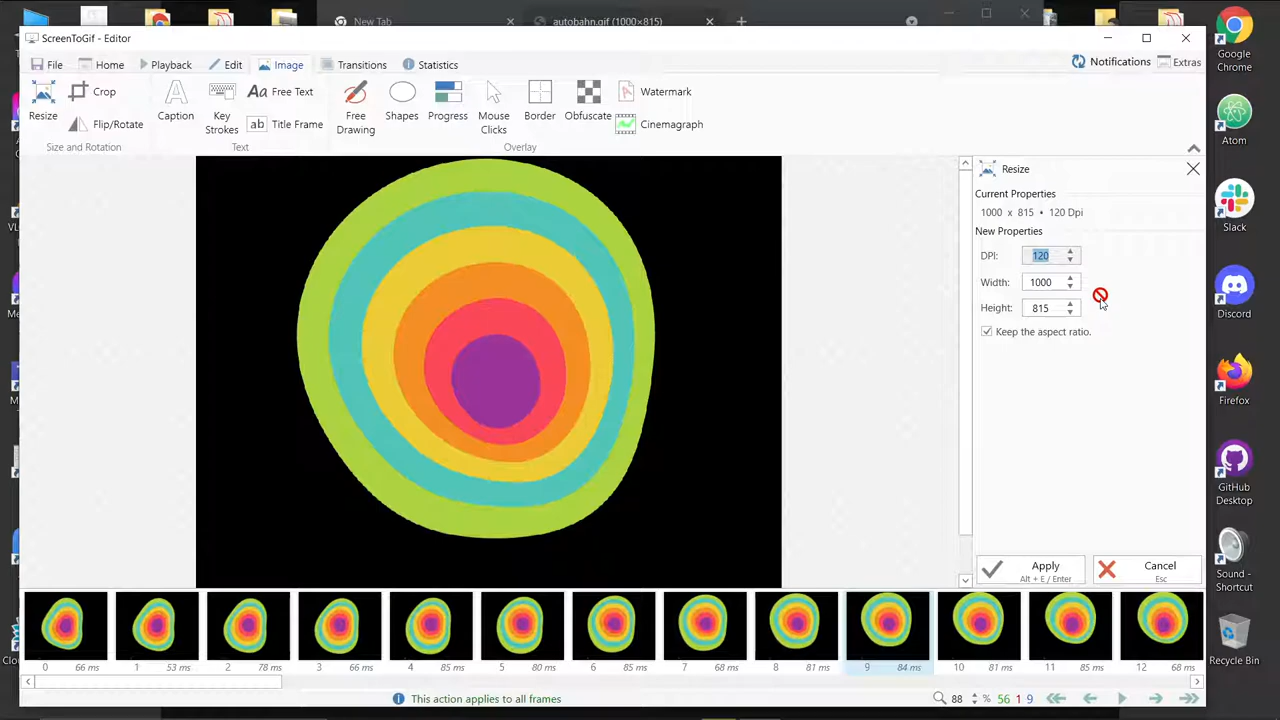 New Tab
autobahn.gif (1000×815)
ScreenToGif - Editor
File
Home
Playback
Edit
Image
Transitions
Statistics
Notifications
Extras
Resize
Crop
Flip/Rotate
Size and Rotation
Caption
Key Strokes
Free Text
Title Frame
Text
Free Drawing
Shapes
Progress
Mouse Clicks
Border
Obfuscate
Watermark
Cinemagraph
Overlay
Resize
Current Properties
1000 x 815 • 120 Dpi
New Properties
DPI: 120
Width: 1000
Height: 815
Keep the aspect ratio.
Apply
Alt + E / Enter
Cancel
Esc
0 66 ms
1 53 ms
2 78 ms
3 66 ms
4 85 ms
5 80 ms
6 85 ms
7 68 ms
8 81 ms
9 84 ms
10 81 ms
11 85 ms
12 68 ms
This action applies to all frames
88 % 56 1 9
Google Chrome
Atom
Slack
Discord
Firefox
GitHub Desktop
Sound - Shortcut
Recycle Bin